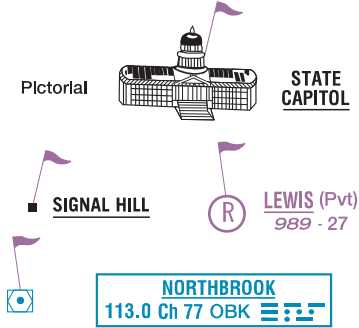 Pictorial
STATE
CAPITOL
SIGNAL HILL
R
LEWIS (Pvt)
989 - 27
NORTHBROOK
113.0 Ch 77 OBK